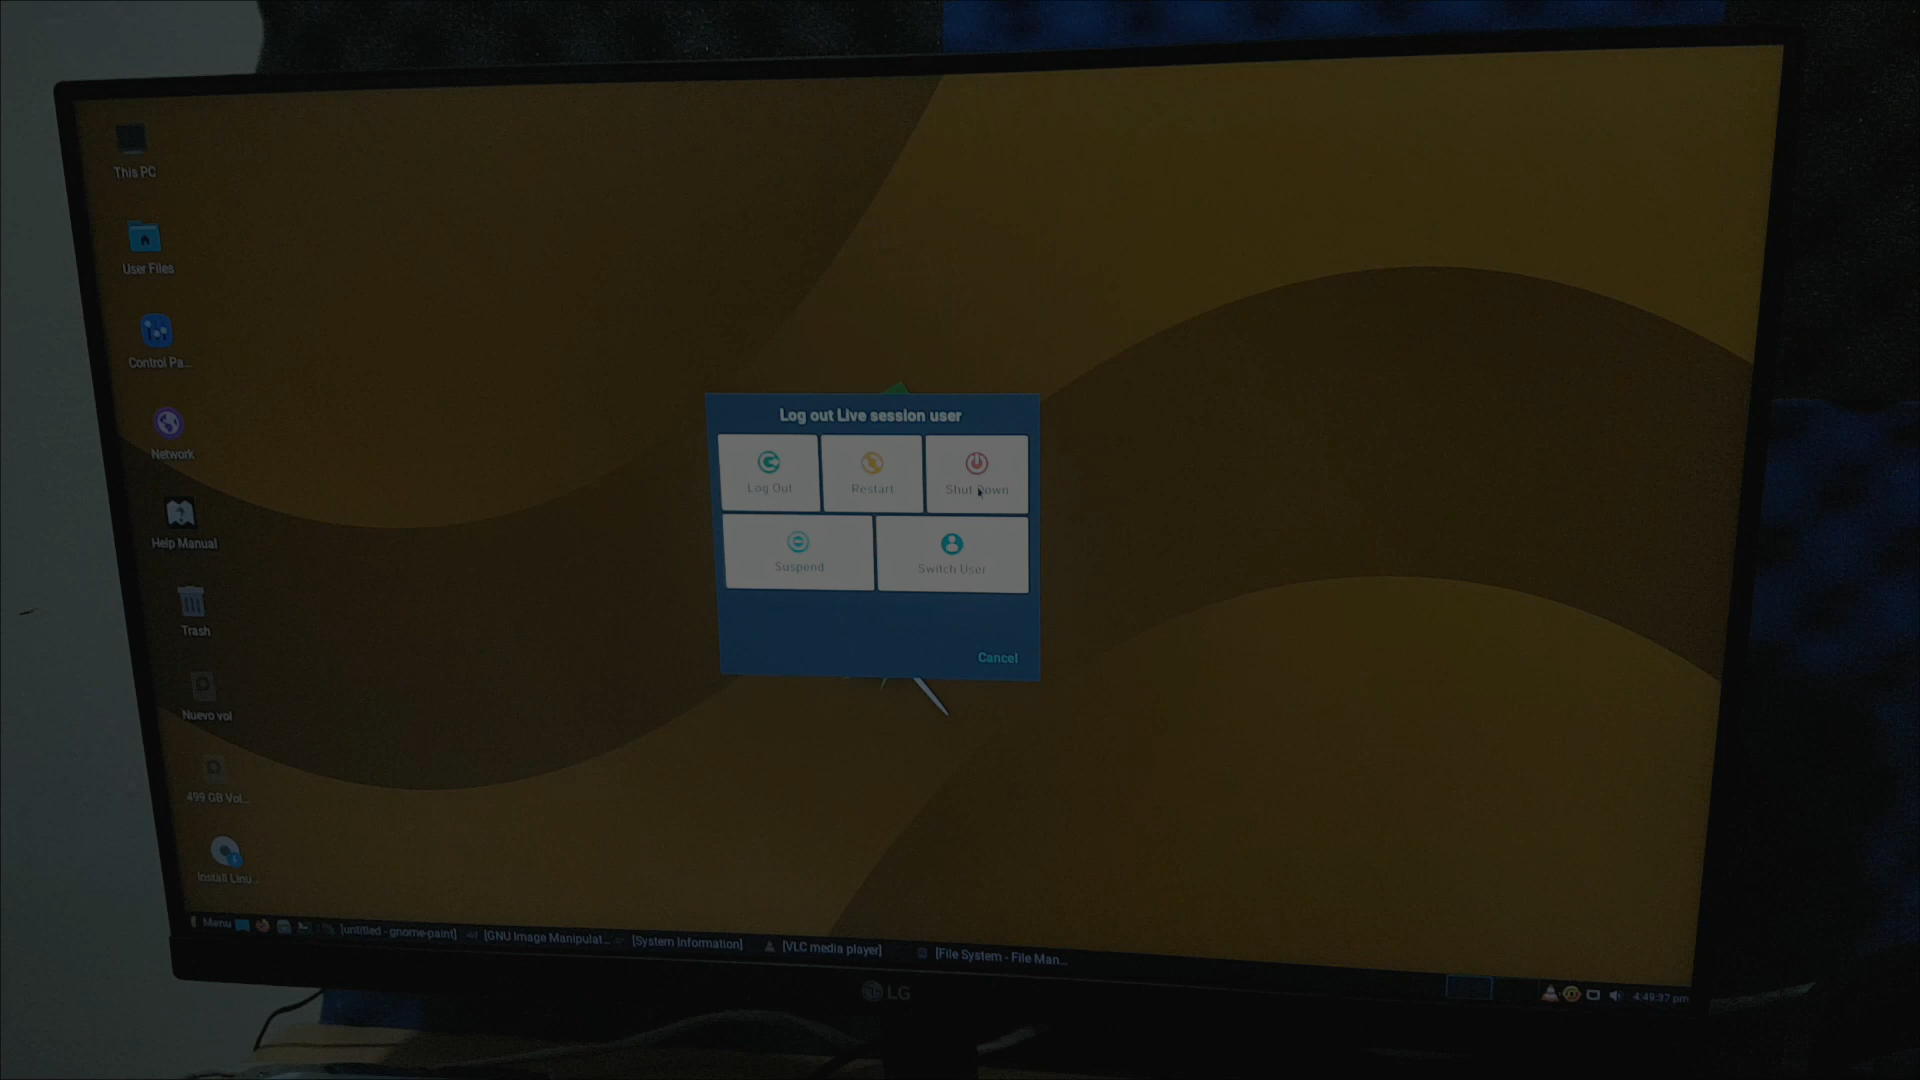 This PC
User Files
Control Pa...
Network
Help Manual
Trash
Nuevo vol
499 GB Vol...
Install Linu...
Log out Live session user
Log Out
Restart
Shut Down
Suspend
Switch User
Cancel
Menu
[untitled - gnome-paint]
[GNU Image Manipulat...
[System Information]
[VLC media player]
[File System - File Man...
4:49:37 pm
LG